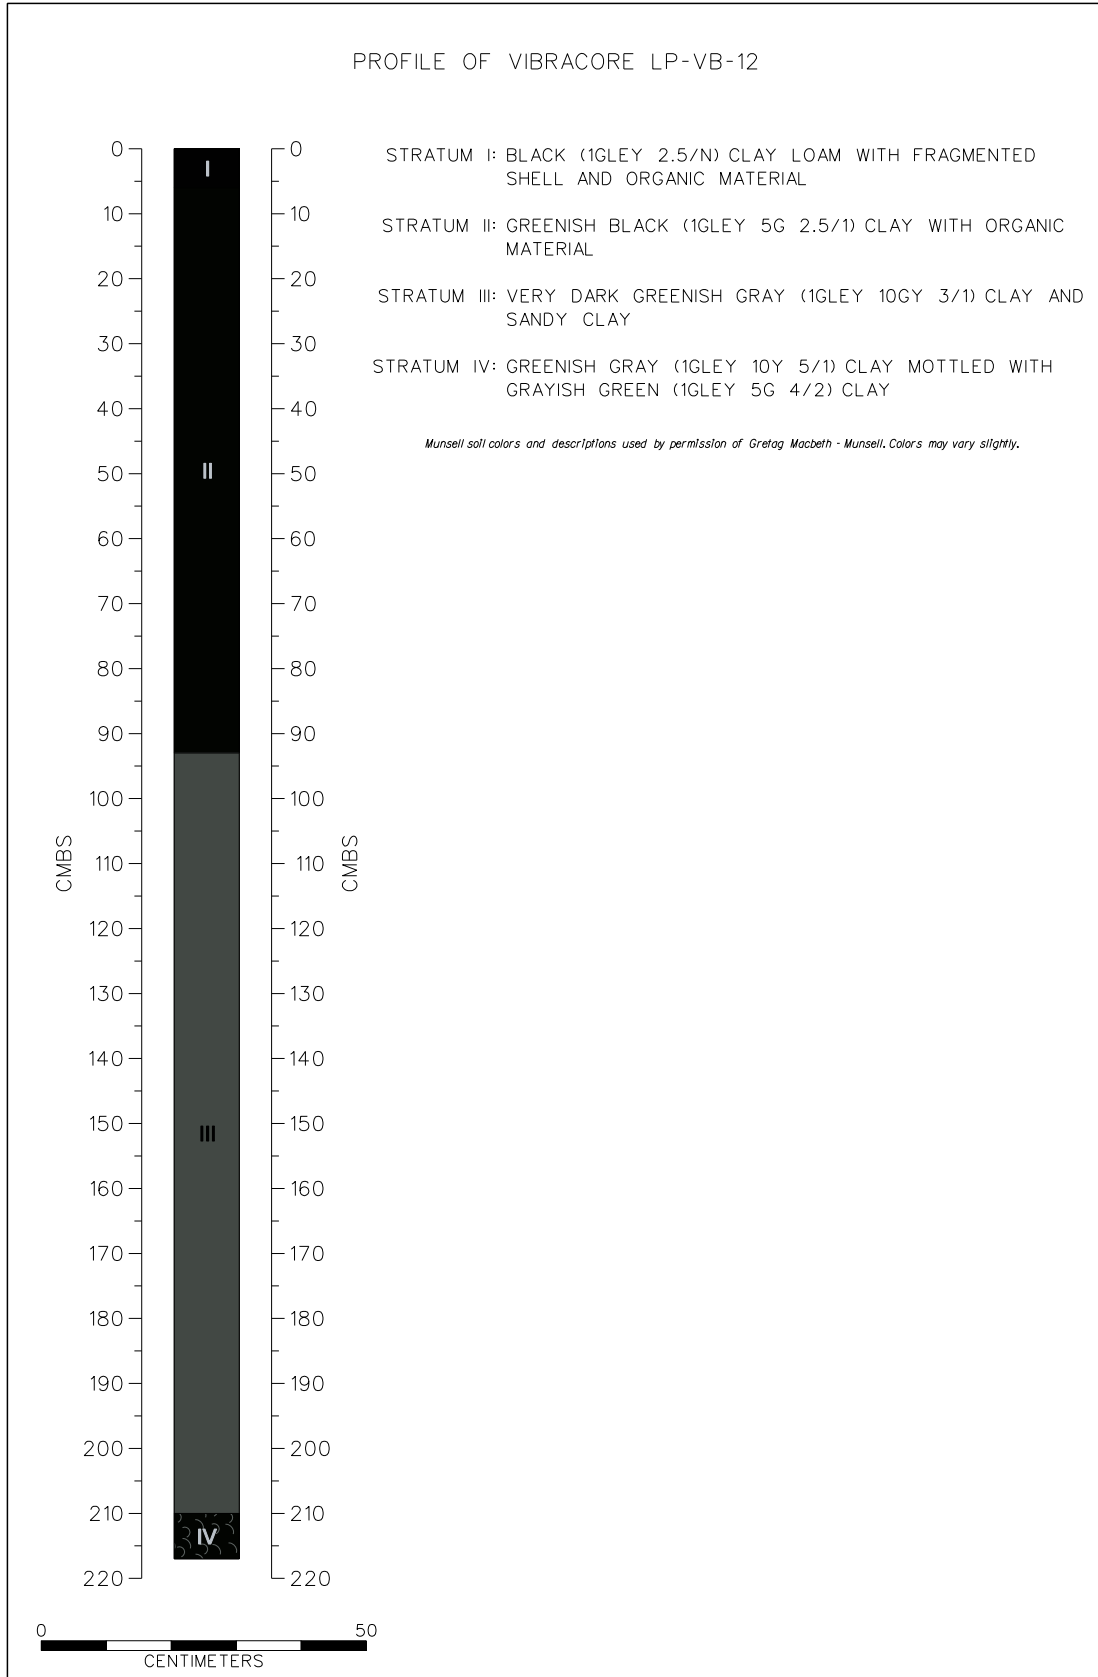 PROFILE OF VIBRACORE LP-VB-12
STRATUM I: BLACK (1GLEY 2.5/N) CLAY LOAM WITH FRAGMENTED
SHELL AND ORGANIC MATERIAL
STRATUM II: GREENISH BLACK (1GLEY 5G 2.5/1) CLAY WITH ORGANIC
MATERIAL
STRATUM III: VERY DARK GREENISH GRAY (1GLEY 10GY 3/1) CLAY AND
SANDY CLAY
STRATUM IV: GREENISH GRAY (1GLEY 10Y 5/1) CLAY MOTTLED WITH
GRAYISH GREEN (1GLEY 5G 4/2) CLAY
Munsell soil colors and descriptions used by permission of Gretag Macbeth - Munsell. Colors may vary slightly.
0 0
I
10 10
20 20
30 30
40 40
II
50 50
60 60
70 70
80 80
90 90
100 100
CMBS CMBS
110 110
120 120
130 130
140 140
150 150
III
160 160
170 170
180 180
190 190
200 200
210 210
IV
220 220
0 50
CENTIMETERS